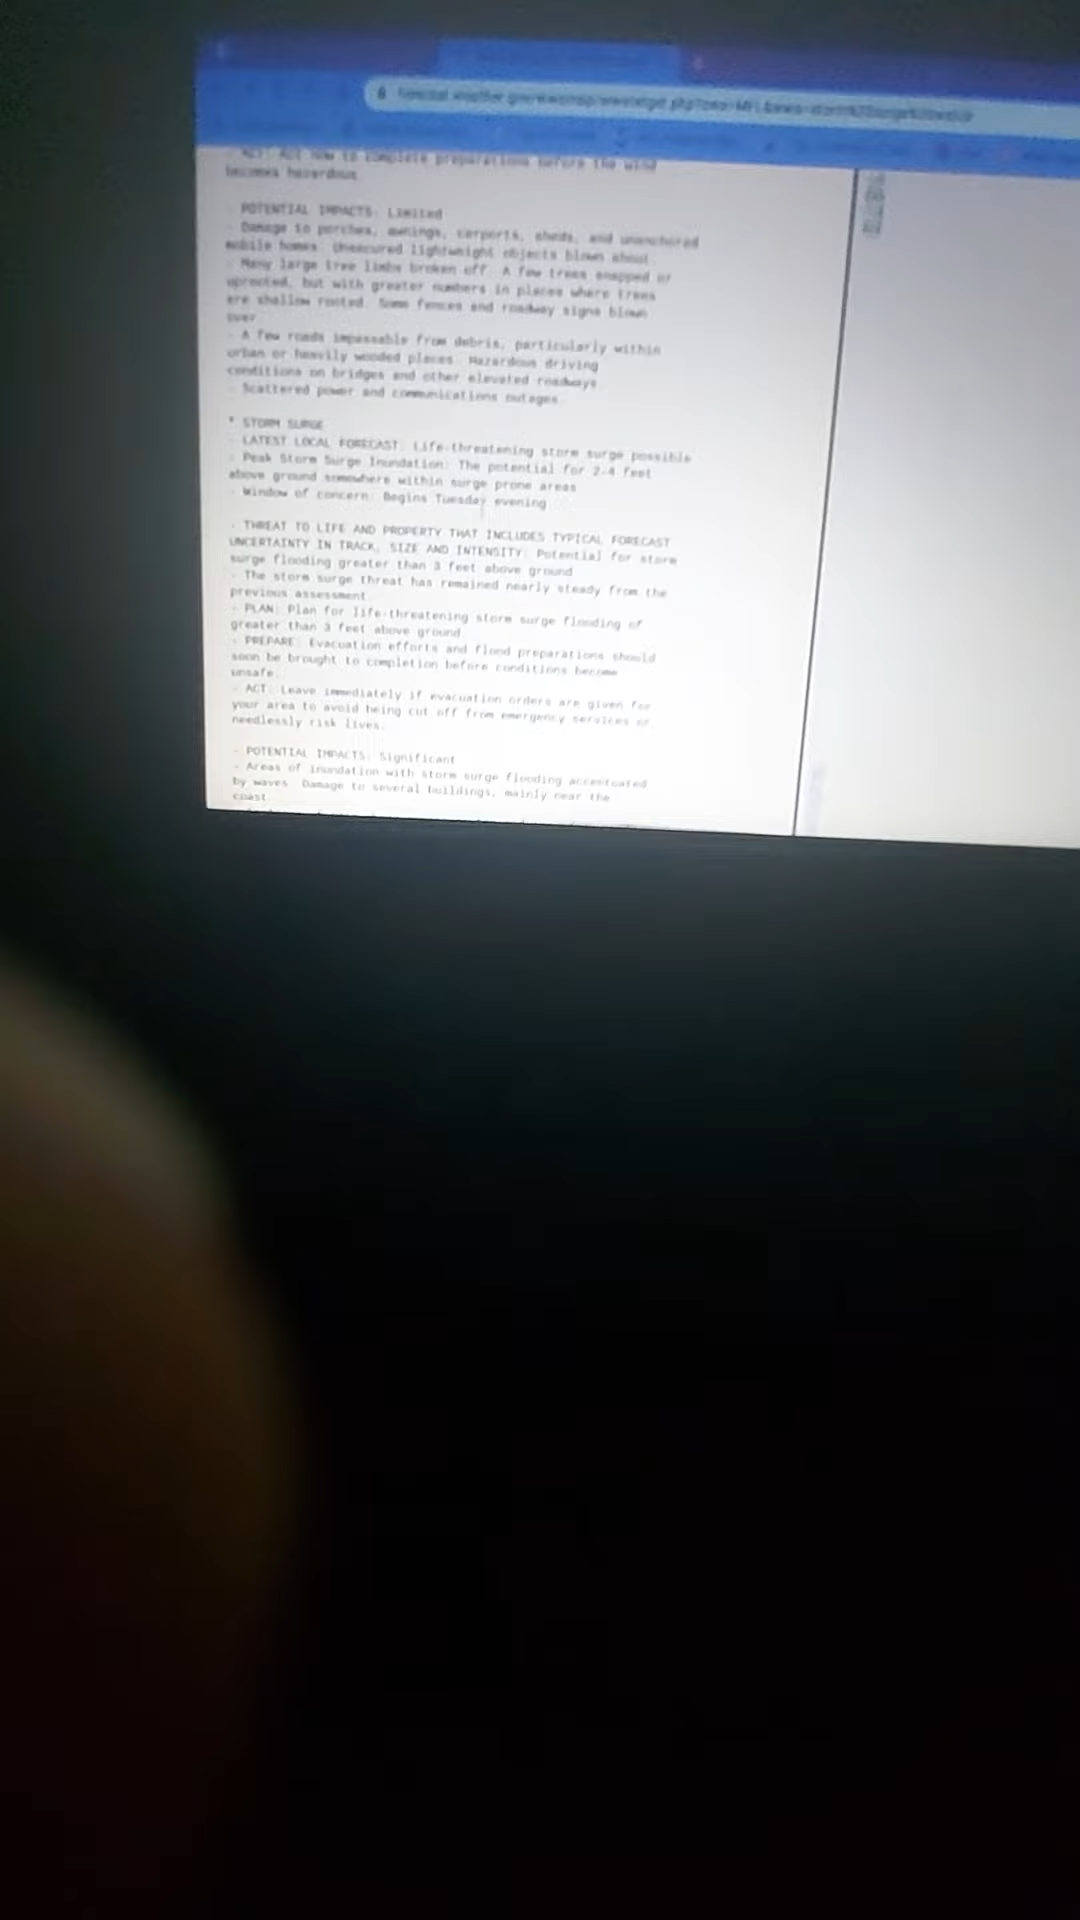 ACT: Act now to complete preparations before the wind
becomes hazardous.
- POTENTIAL IMPACTS: Limited
- Damage to porches, awnings, carports, sheds, and unanchored
mobile homes. Unsecured lightweight objects blown about.
- Many large tree limbs broken off. A few trees snapped or
uprooted, but with greater numbers in places where trees
are shallow rooted. Some fences and roadway signs blown
over.
- A few roads impassable from debris, particularly within
urban or heavily wooded places. Hazardous driving
conditions on bridges and other elevated roadways.
- Scattered power and communications outages.
* STORM SURGE
- LATEST LOCAL FORECAST: Life-threatening storm surge possible
- Peak Storm Surge Inundation: The potential for 2-4 feet
above ground somewhere within surge prone areas
- Window of concern: Begins Tuesday evening
- THREAT TO LIFE AND PROPERTY THAT INCLUDES TYPICAL FORECAST
UNCERTAINTY IN TRACK, SIZE AND INTENSITY: Potential for storm
surge flooding greater than 3 feet above ground
- The storm surge threat has remained nearly steady from the
previous assessment.
- PLAN: Plan for life-threatening storm surge flooding of
greater than 3 feet above ground.
- PREPARE: Evacuation efforts and flood preparations should
soon be brought to completion before conditions become
unsafe.
- ACT: Leave immediately if evacuation orders are given for
your area to avoid being cut off from emergency services or
needlessly risk lives.
- POTENTIAL IMPACTS: Significant
- Areas of inundation with storm surge flooding accentuated
by waves. Damage to several buildings, mainly near the
coast.